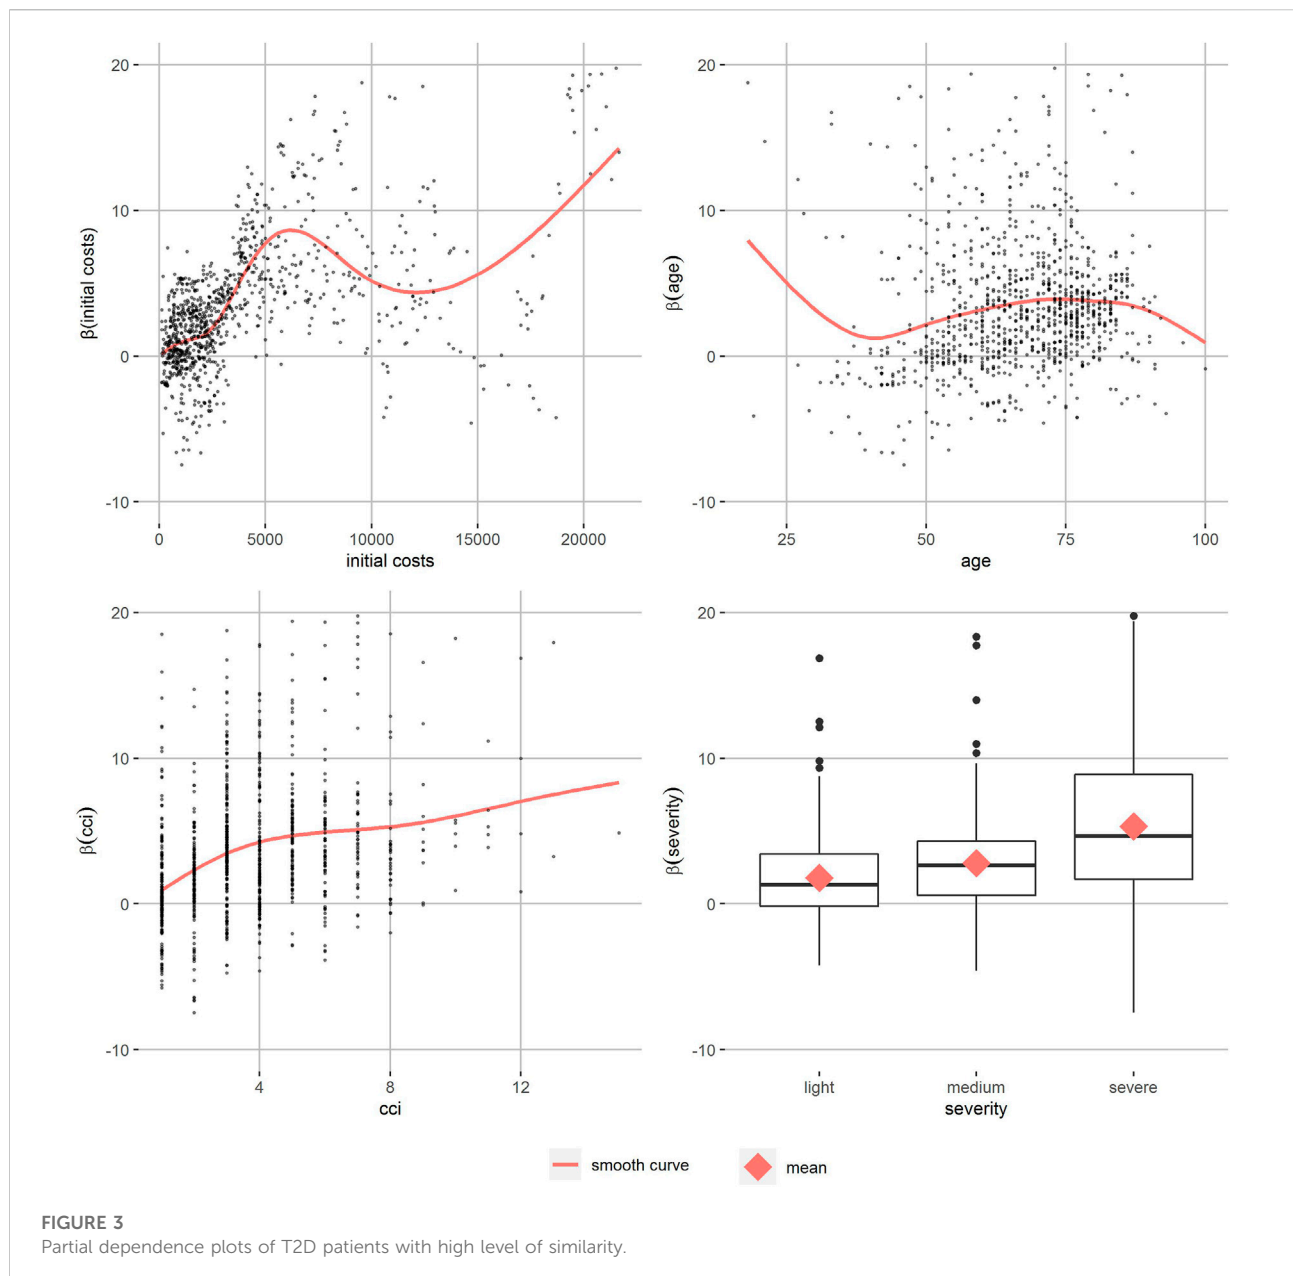 20
10
0
-10
β(initial costs)
0 5000 10000 15000 20000
initial costs
20
10
0
-10
β(age)
25 50 75 100
age
20
10
0
-10
β(cci)
4 8 12
cci
20
10
0
-10
β(severity)
light medium severe
severity
smooth curve mean
FIGURE 3
Partial dependence plots of T2D patients with high level of similarity.